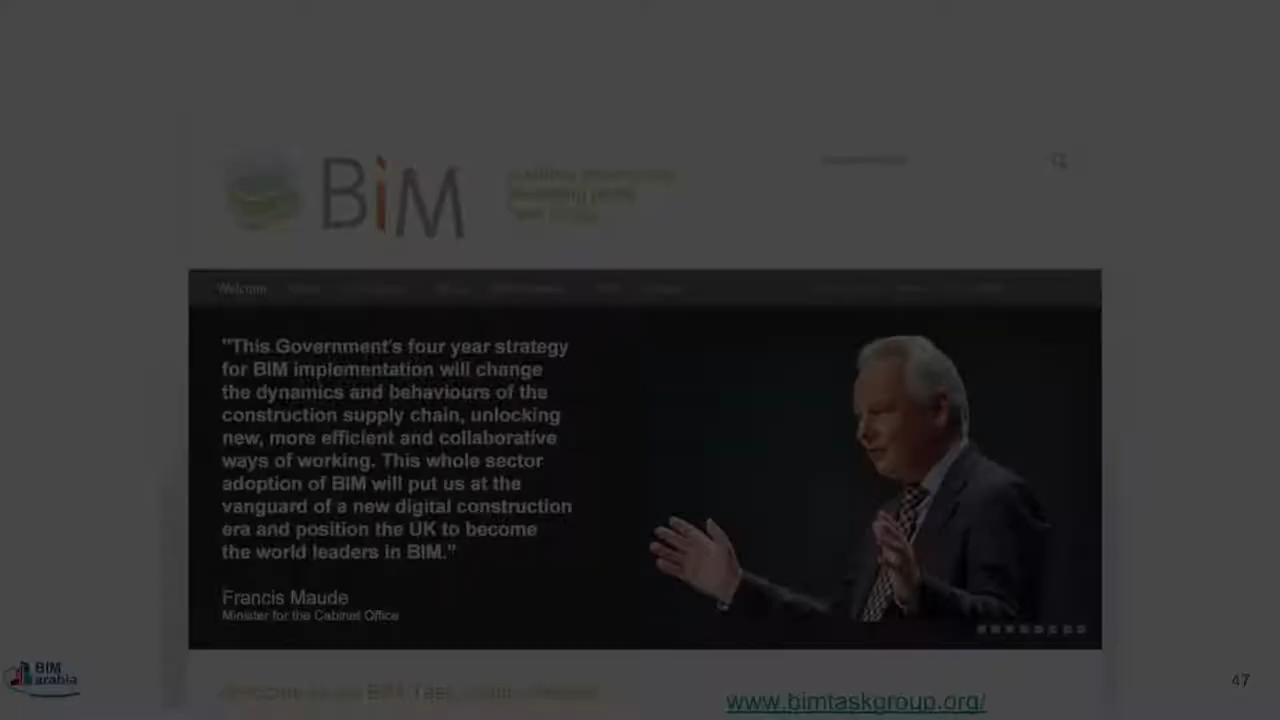 BiM
Welcome
"This Government's four year strategy
for BIM implementation will change
the dynamics and behaviours of the
construction supply chain, unlocking
new, more efficient and collaborative
ways of working. This whole sector
adoption of BIM will put us at the
vanguard of a new digital construction
era and position the UK to become
the world leaders in BIM."
Francis Maude
Minister for the Cabinet Office
BIM
arabia
www.bimtaskgroup.org/
47